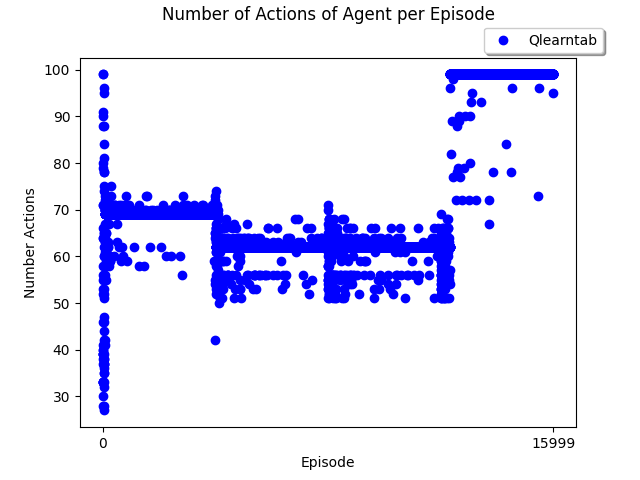 Number of Actions of Agent per Episode
Qlearntab
100
90
80
70
60
50
40
30
Number Actions
0
15999
Episode